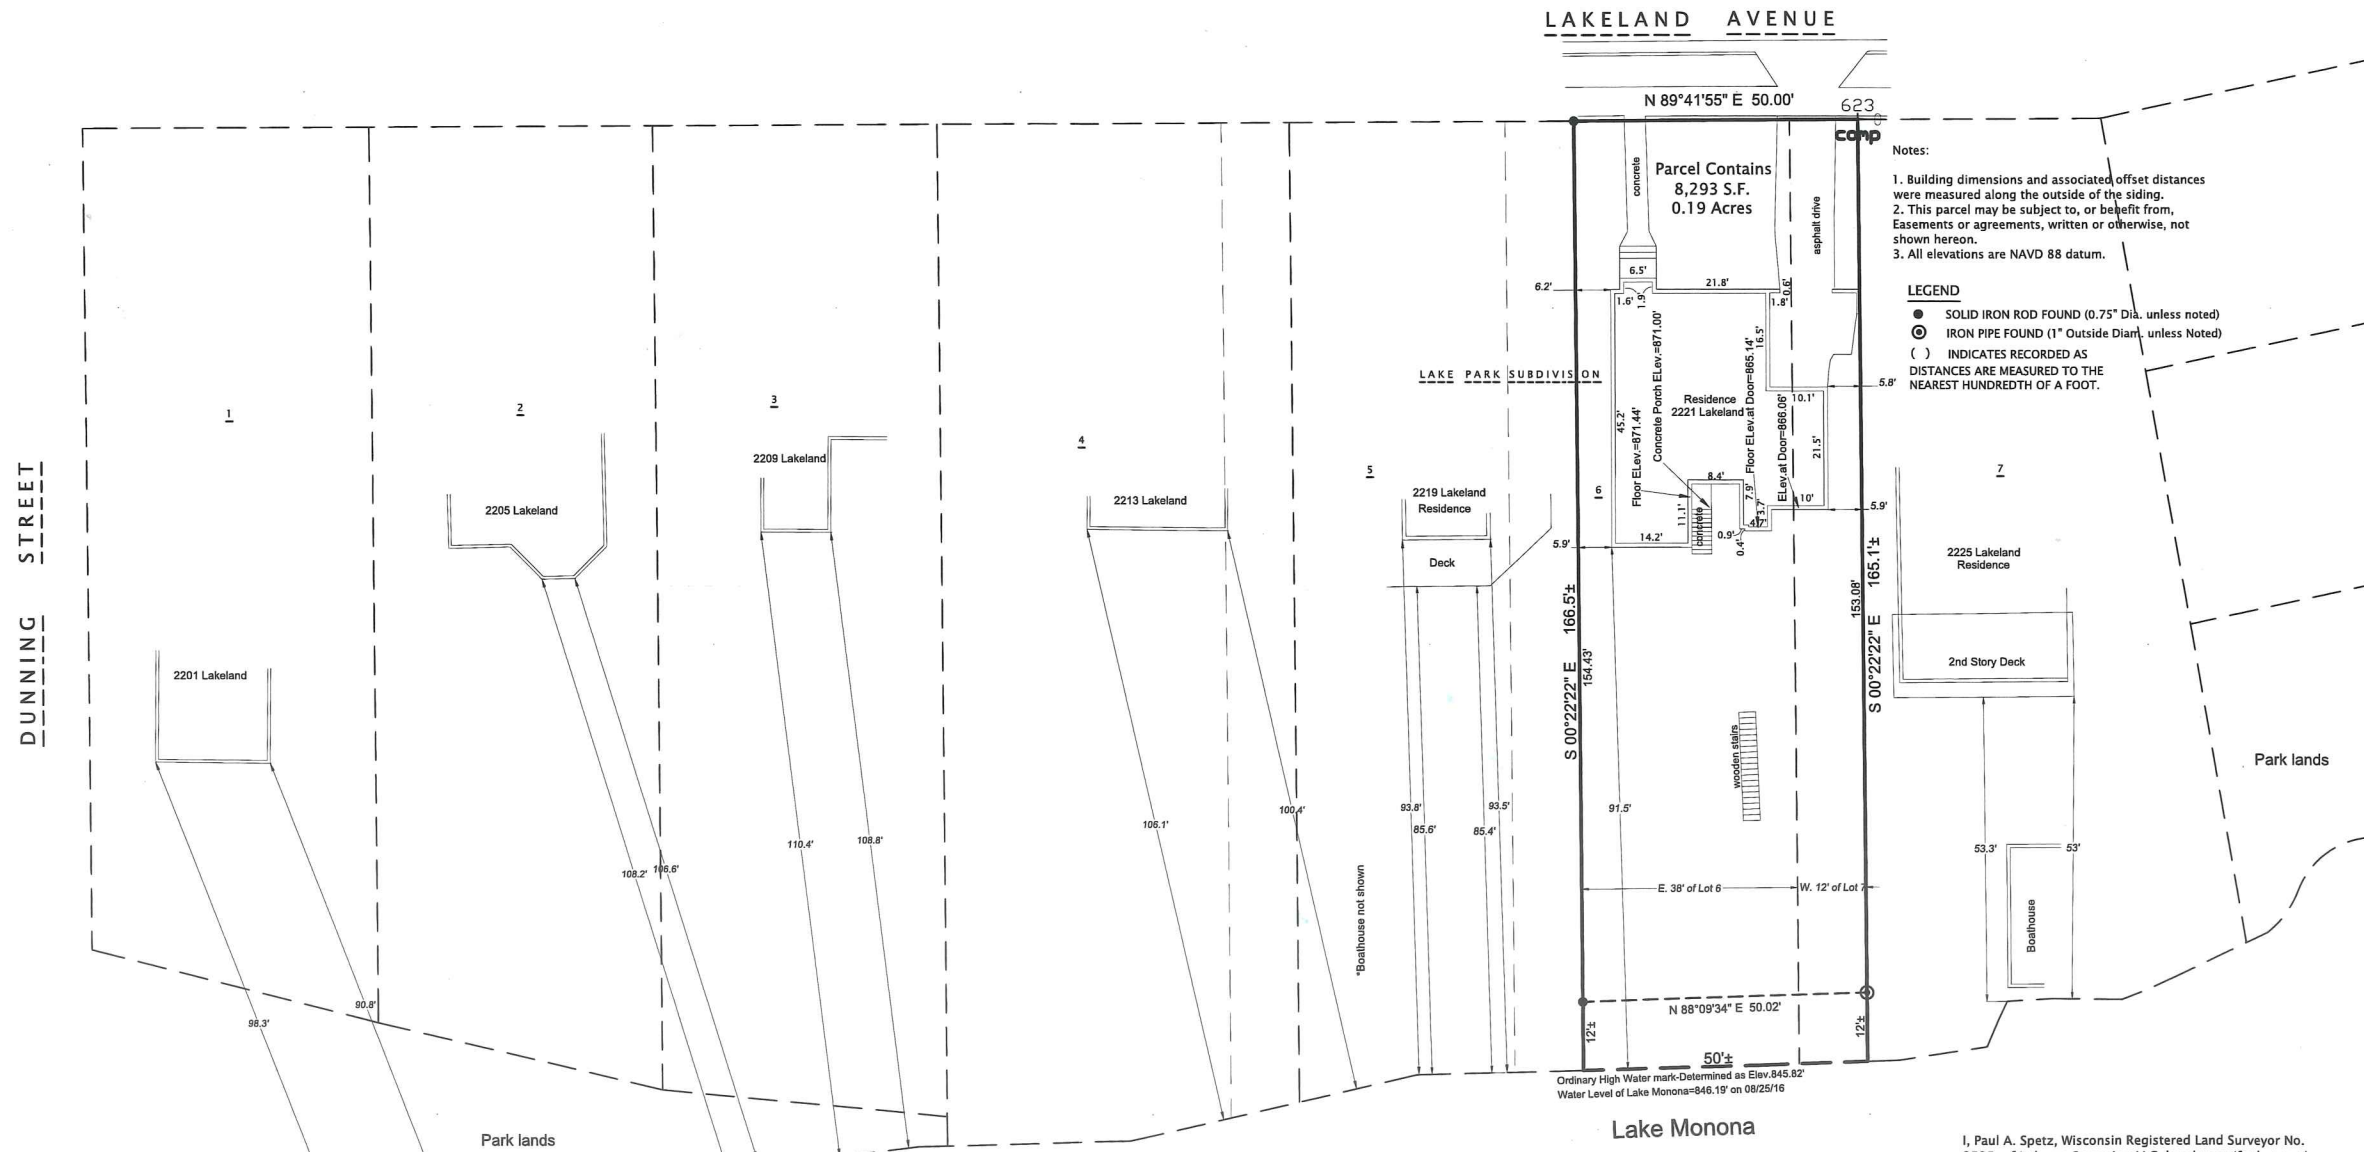 LAKELAND AVENUE
N 89°41'55" E 50.00'
623
comp
Parcel Contains
8,293 S.F.
0.19 Acres
concrete
asphalt drive
Notes:
1. Building dimensions and associated offset distances
were measured along the outside of the siding.
2. This parcel may be subject to, or benefit from,
Easements or agreements, written or otherwise, not
shown hereon.
3. All elevations are NAVD 88 datum.
LEGEND
SOLID IRON ROD FOUND (0.75" Dia. unless noted)
IRON PIPE FOUND (1" Outside Diam. unless Noted)
( ) INDICATES RECORDED AS
DISTANCES ARE MEASURED TO THE
NEAREST HUNDREDTH OF A FOOT.
6.5'
6.2'
21.8'
0.6'
1.6'
1.9'
1.8'
16.5'
LAKE PARK SUBDIVISION
5.8'
Residence
2221 Lakeland
10.1'
45.2'
Floor ELev.=871.44'
Concrete Porch ELev.=871.00'
Floor ELev.at Door=865.14'
ELev.at Door=866.06'
21.5'
8.4'
7.9'
3.7'
10'
5.9'
11.1'
concrete
0.9'
4.7'
0.4'
14.2'
5.9'
1
2
3
4
5
6
7
DUNNING STREET
2201 Lakeland
2205 Lakeland
2209 Lakeland
2213 Lakeland
2219 Lakeland
Residence
Deck
2225 Lakeland
Residence
2nd Story Deck
S 00°22'22" E 166.5'±
154.43'
153.08'
S 00°22'22" E 165.1'±
wooden stairs
Park lands
98.3'
90.8'
108.2'
106.6'
110.4'
108.8'
106.1'
100.4'
93.8'
85.6'
85.4'
93.5'
91.5'
53.3'
53'
*Boathouse not shown
E. 38' of Lot 6
W. 12' of Lot 7
Boathouse
N 88°09'34" E 50.02'
12'±
12'±
50'±
Ordinary High Water mark-Determined as Elev.845.82'
Water Level of Lake Monona=846.19' on 08/25/16
Lake Monona
Park lands
I, Paul A. Spetz, Wisconsin Registered Land Surveyor No.